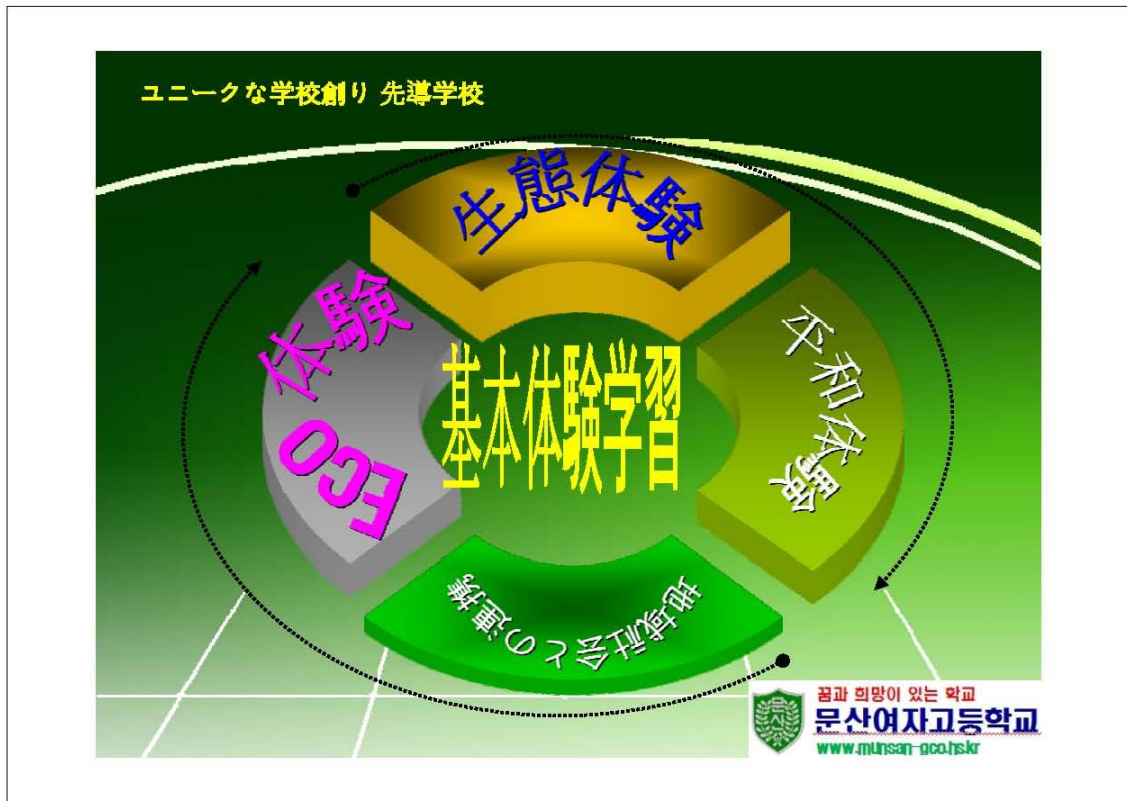 ユニークな学校創り 先導学校
生態体験
ECO 体験
基本体験学習
平和体験
地域社会との連携
꿈과 희망이 있는 학교
문산여자고등학교
www.munsan-gco.hs.kr